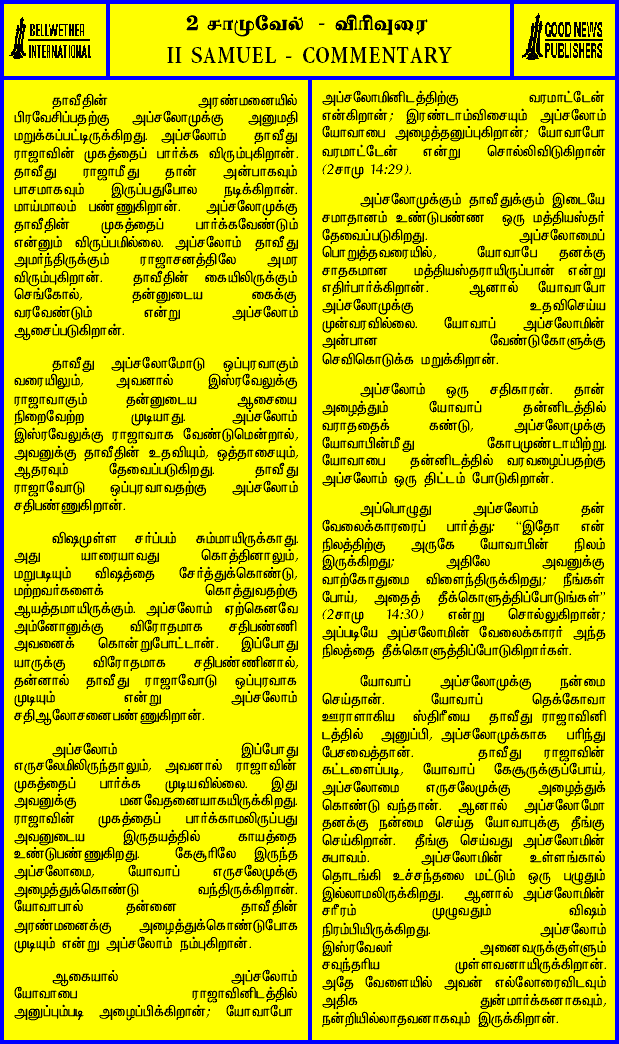 BELLWETHER
INTERNATIONAL
2 சாமுவேல் - விரிவுரை
II SAMUEL - COMMENTARY
GOOD NEWS
PUBLISHERS
தாவீதின் அரண்மனையில்
பிரவேசிப்பதற்கு அப்சலோமுக்கு அனுமதி
மறுக்கப்பட்டிருக்கிறது. அப்சலோம் தாவீது
ராஜாவின் முகத்தைப் பார்க்க விரும்புகிறான்.
தாவீது ராஜாமீது தான் அன்பாகவும்
பாசமாகவும் இருப்பதுபோல நடிக்கிறான்.
மாய்மாலம் பண்ணுகிறான். அப்சலோமுக்கு
தாவீதின் முகத்தைப் பார்க்கவேண்டும்
என்னும் விருப்பமில்லை. அப்சலோம் தாவீது
அமர்ந்திருக்கும் ராஜாசனத்திலே அமர
விரும்புகிறான். தாவீதின் கையிலிருக்கும்
செங்கோல், தன்னுடைய கைக்கு
வரவேண்டும் என்று அப்சலோம்
ஆசைப்படுகிறான்.
தாவீது அப்சலோமோடு ஒப்புரவாகும்
வரையிலும், அவனால் இஸ்ரவேலுக்கு
ராஜாவாகும் தன்னுடைய ஆசையை
நிறைவேற்ற முடியாது. அப்சலோம்
இஸ்ரவேலுக்கு ராஜாவாக வேண்டுமென்றால்,
அவனுக்கு தாவீதின் உதவியும், ஒத்தாசையும்,
ஆதரவும் தேவைப்படுகிறது. தாவீது
ராஜாவோடு ஒப்புரவாவதற்கு அப்சலோம்
சதிபண்ணுகிறான்.
விஷமுள்ள சர்ப்பம் சும்மாயிருக்காது.
அது யாரையாவது கொத்தினாலும்,
மறுபடியும் விஷத்தை சேர்த்துக்கொண்டு,
மற்றவர்களைக் கொத்துவதற்கு
ஆயத்தமாயிருக்கும். அப்சலோம் ஏற்கெனவே
அம்னோனுக்கு விரோதமாக சதிபண்ணி
அவனைக் கொன்றுபோட்டான். இப்போது
யாருக்கு விரோதமாக சதிபண்ணினால்,
தன்னால் தாவீது ராஜாவோடு ஒப்புரவாக
முடியும் என்று அப்சலோம்
சதிஆலோசனைபண்ணுகிறான்.
அப்சலோம் இப்போது
எருசலேமிலிருந்தாலும், அவனால் ராஜாவின்
முகத்தைப் பார்க்க முடியவில்லை. இது
அவனுக்கு மனவேதனையாகயிருக்கிறது.
ராஜாவின் முகத்தைப் பார்க்காமலிருப்பது
அவனுடைய இருதயத்தில் காயத்தை
உண்டுபண்ணுகிறது. கேசூரிலே இருந்த
அப்சலோமை, யோவாப் எருசலேமுக்கு
அழைத்துக்கொண்டு வந்திருக்கிறான்.
யோவாபால் தன்னை தாவீதின்
அரண்மனைக்கு அழைத்துக்கொண்டுபோக
முடியும் என்று அப்சலோம் நம்புகிறான்.
ஆகையால் அப்சலோம்
யோவாபை ராஜாவினிடத்தில்
அனுப்பும்படி அழைப்பிக்கிறான்; யோவாபோ
அப்சலோமினிடத்திற்கு வரமாட்டேன்
என்கிறான்; இரண்டாம்விசையும் அப்சலோம்
யோவாபை அழைத்தனுப்புகிறான்; யோவாபோ
வரமாட்டேன் என்று சொல்லிவிடுகிறான்
(2சாமு 14:29).
அப்சலோமுக்கும் தாவீதுக்கும் இடையே
சமாதானம் உண்டுபண்ண ஒரு மத்தியஸ்தர்
தேவைப்படுகிறது. அப்சலோமைப்
பொறுத்தவரையில், யோவாபே தனக்கு
சாதகமான மத்தியஸ்தராயிருப்பான் என்று
எதிர்பார்க்கிறான். ஆனால் யோவாபோ
அப்சலோமுக்கு உதவிசெய்ய
முன்வரவில்லை. யோவாப் அப்சலோமின்
அன்பான வேண்டுகோளுக்கு
செவிகொடுக்க மறுக்கிறான்.
அப்சலோம் ஒரு சதிகாரன். தான்
அழைத்தும் யோவாப் தன்னிடத்தில்
வராததைக் கண்டு, அப்சலோமுக்கு
யோவாபின்மீது கோபமுண்டாயிற்று.
யோவாபை தன்னிடத்தில் வரவழைப்பதற்கு
அப்சலோம் ஒரு திட்டம் போடுகிறான்.
அப்பொழுது அப்சலோம் தன்
வேலைக்காரரைப் பார்த்து: "இதோ என்
நிலத்திற்கு அருகே யோவாபின் நிலம்
இருக்கிறது; அதிலே அவனுக்கு
வாற்கோதுமை விளைந்திருக்கிறது; நீங்கள்
போய், அதைத் தீக்கொளுத்திப்போடுங்கள்"
(2சாமு 14:30) என்று சொல்லுகிறான்;
அப்படியே அப்சலோமின் வேலைக்காரர் அந்த
நிலத்தை தீக்கொளுத்திப்போடுகிறார்கள்.
யோவாப் அப்சலோமுக்கு நன்மை
செய்தான். யோவாப் தெக்கோவா
ஊராளாகிய ஸ்திரீயை தாவீது ராஜாவினி
டத்தில் அனுப்பி, அப்சலோமுக்காக பரிந்து
பேசவைத்தான். தாவீது ராஜாவின்
கட்டளைப்படி, யோவாப் கேசூருக்குப்போய்,
அப்சலோமை எருசலேமுக்கு அழைத்துக்
கொண்டு வந்தான். ஆனால் அப்சலோமோ
தனக்கு நன்மை செய்த யோவாபுக்கு தீங்கு
செய்கிறான். தீங்கு செய்வது அப்சலோமின்
சுபாவம். அப்சலோமின் உள்ளங்கால்
தொடங்கி உச்சந்தலை மட்டும் ஒரு பழுதும்
இல்லாமலிருக்கிறது. ஆனால் அப்சலோமின்
சரீரம் முழுவதும் விஷம்
நிரம்பியிருக்கிறது. அப்சலோம்
இஸ்ரவேலர் அனைவருக்குள்ளும்
சவுந்தரிய முள்ளவனாயிருக்கிறான்.
அதே வேளையில் அவன் எல்லோரைவிடவும்
அதிக துன்மார்க்கனாகவும்,
நன்றியில்லாதவனாகவும் இருக்கிறான்.